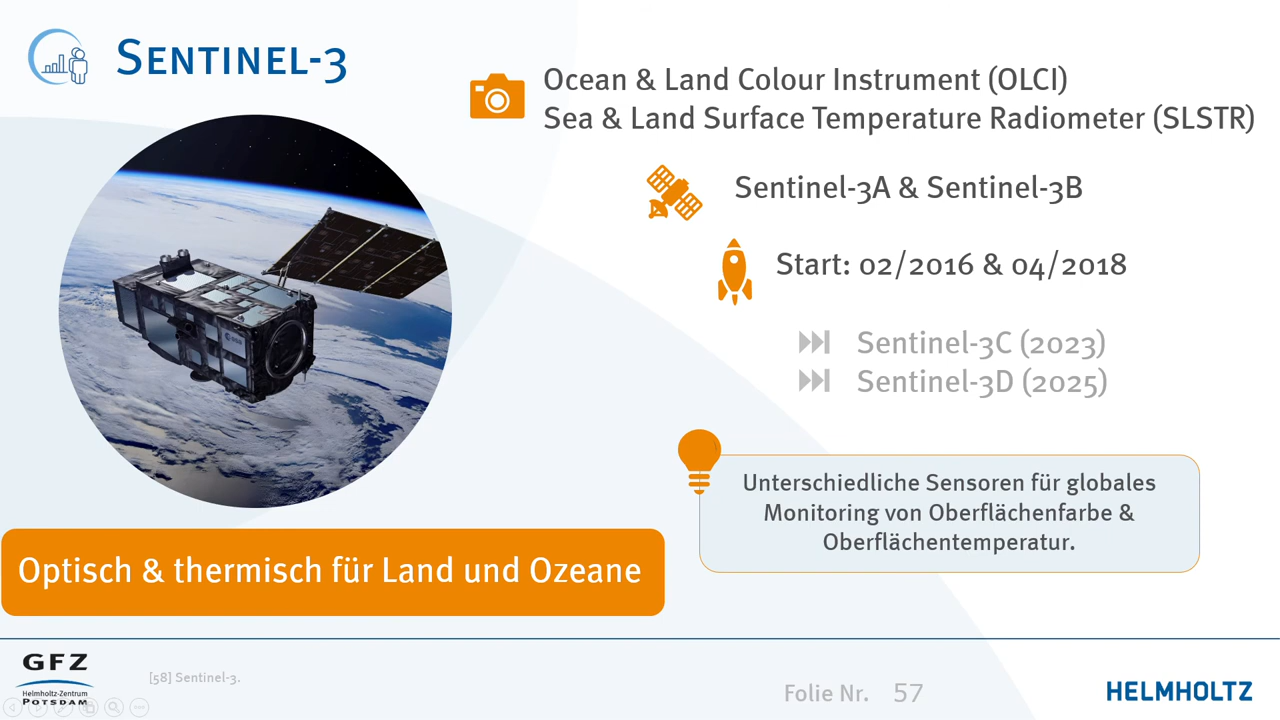 SENTINEL-3
Ocean & Land Colour Instrument (OLCI)
Sea & Land Surface Temperature Radiometer (SLSTR)
Sentinel-3A & Sentinel-3B
Start: 02/2016 & 04/2018
Sentinel-3C (2023)
Sentinel-3D (2025)
Unterschiedliche Sensoren für globales
Monitoring von Oberflächenfarbe &
Oberflächentemperatur.
Optisch & thermisch für Land und Ozeane
GFZ
Helmholtz-Zentrum
POTSDAM
[58] Sentinel-3.
Folie Nr. 57
HELMHOLTZ